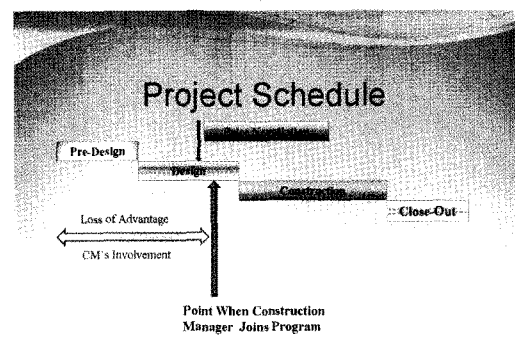 Project Schedule
Pre-Design
Design
Construction
Close-Out
Loss of Advantage
CM's Involvement
Point When Construction
Manager Joins Program